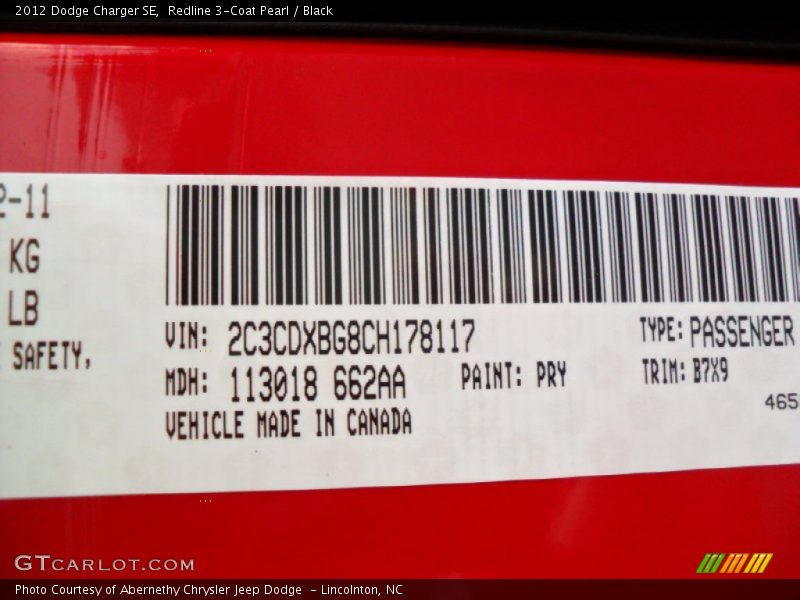 2012 Dodge Charger SE, Redline 3-Coat Pearl / Black
2-11
KG
LB
SAFETY,
VIN: 2C3CDXBG8CH178117
TYPE: PASSENGER
MDH: 113018 662AA
PAINT: PRY
TRIM: B7X9
VEHICLE MADE IN CANADA
465
GTCARLOT.COM
Photo Courtesy of Abernethy Chrysler Jeep Dodge - Lincolnton, NC